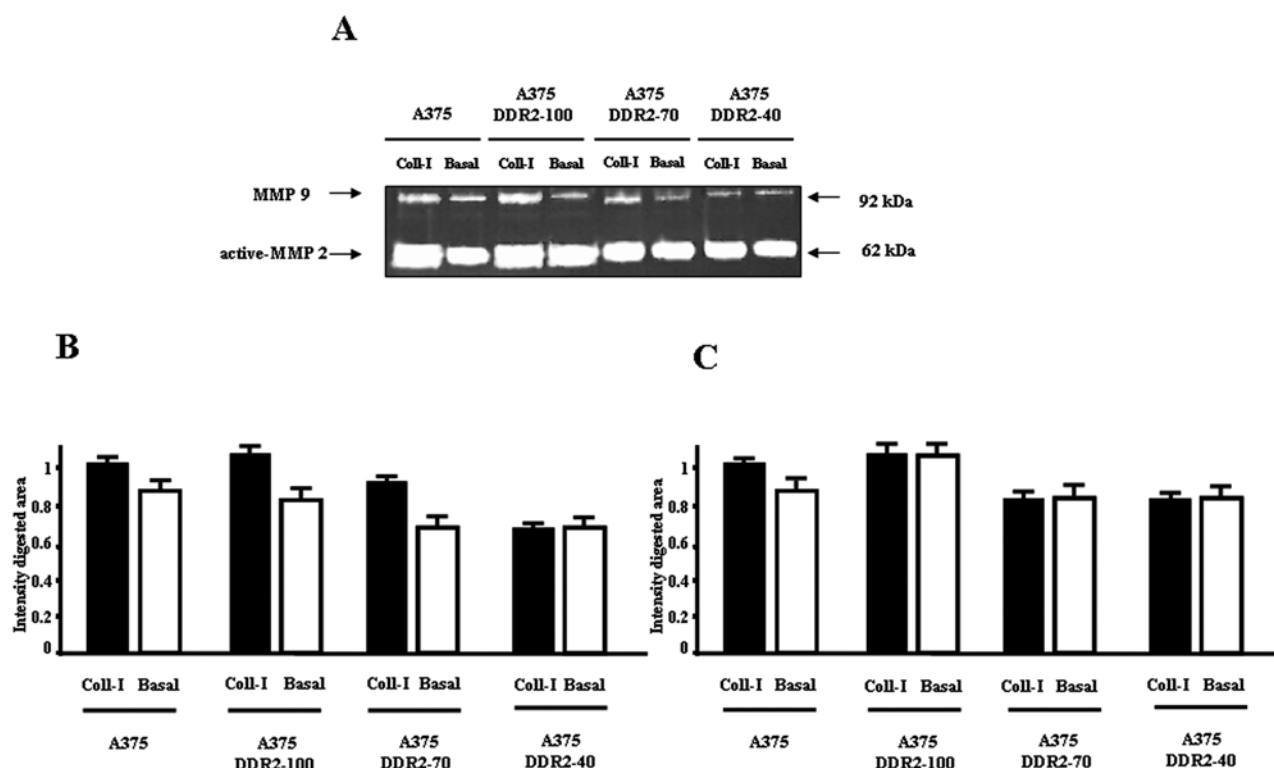 A
A375
A375
DDR2-100
A375
DDR2-70
A375
DDR2-40
Coll-I Basal Coll-I Basal Coll-I Basal Coll-I Basal
MMP 9
92 kDa
active-MMP 2
62 kDa
B
Intensity digested area
1
0.8
0.6
0.4
0.2
0
Coll-I Basal Coll-I Basal Coll-I Basal Coll-I Basal
A375
A375
DDR2-100
A375
DDR2-70
A375
DDR2-40
C
Intensity digested area
1
0.8
0.6
0.4
0.2
0
Coll-I Basal Coll-I Basal Coll-I Basal Coll-I Basal
A375
A375
DDR2-100
A375
DDR2-70
A375
DDR2-40